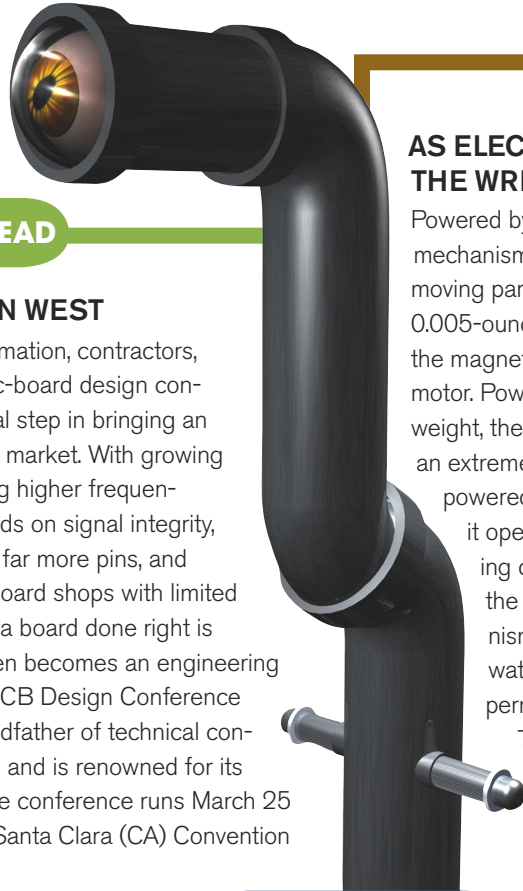 EAD
N WEST
mation, contractors,
c-board design con-
al step in bringing an
market. With growing
g higher frequen-
ds on signal integrity,
far more pins, and
oard shops with limited
a board done right is
en becomes an engineering
CB Design Conference
dfather of technical con-
and is renowned for its
e conference runs March 25
Santa Clara (CA) Convention
AS ELEC
THE WRI
Powered by
mechanism
moving par
0.005-ounc
the magnet
motor. Pow
weight, the
an extreme
powered
it ope
ing c
the
nism
wat
perr